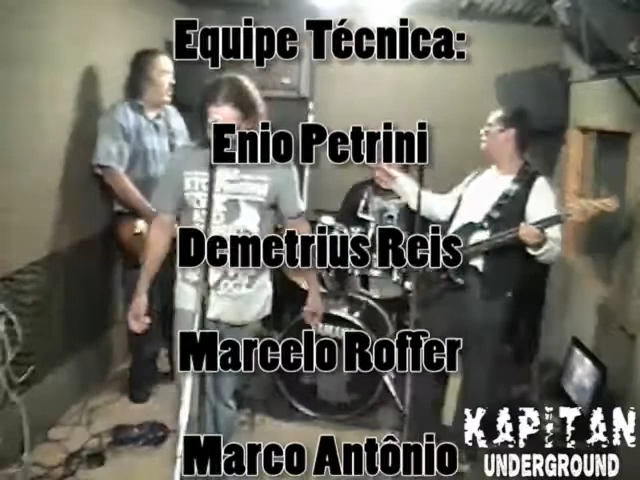 Equipe Técnica:
Enio Petrini
Demetrius Reis
Marcelo Roffer
Marco Antônio
KAPITAN
UNDERGROUND